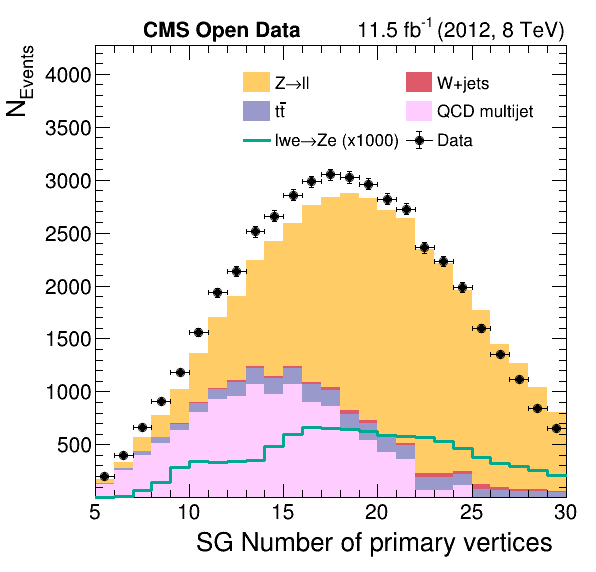 CMS Open Data 11.5 fb⁻¹ (2012, 8 TeV)
N_Events
4000
3500
3000
2500
2000
1500
1000
500
Z→ll W+jets
tt̄ QCD multijet
lwe→Ze (x1000) Data
5 10 15 20 25 30
SG Number of primary vertices